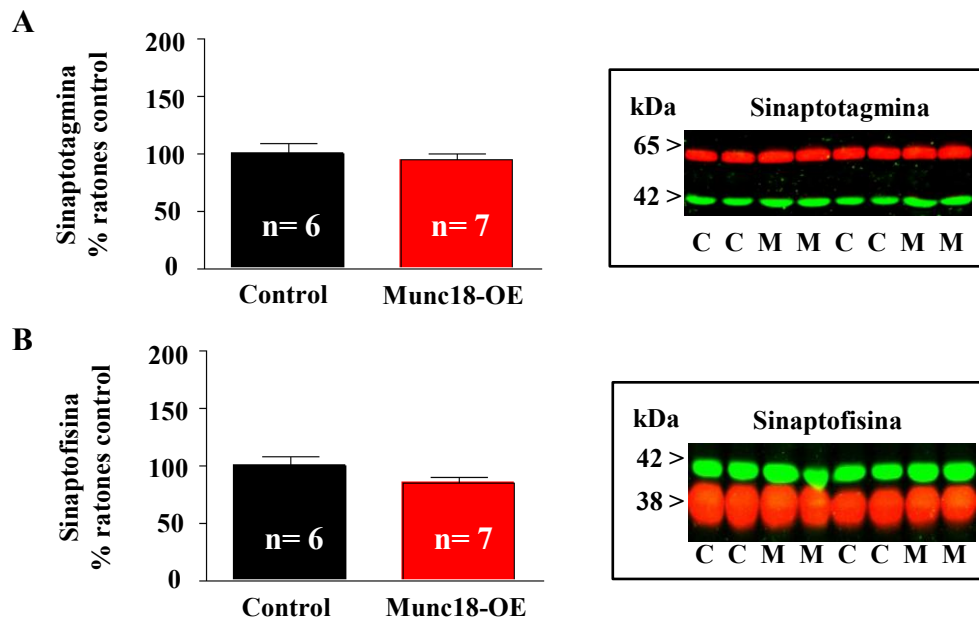 A
Sinaptotagmina
% ratones control
200
150
100
50
0
n= 6
n= 7
Control
Munc18-OE
kDa
Sinaptotagmina
65 >
42 >
C C M M C C M M
B
Sinaptofisina
% ratones control
200
150
100
50
0
n= 6
n= 7
Control
Munc18-OE
kDa
Sinaptofisina
42 >
38 >
C C M M C C M M